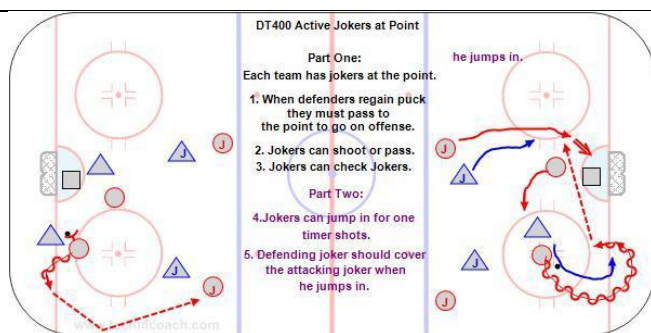 DT400 Active Jokers at Point
Part One:
Each team has jokers at the point.
1. When defenders regain puck
they must pass to
the point to go on offense.
2. Jokers can shoot or pass.
3. Jokers can check Jokers.
Part Two:
4.Jokers can jump in for one
timer shots.
5. Defending joker should cover
the attacking joker when
he jumps in.
he jumps in.
J
J
J
J
J
J
J
J